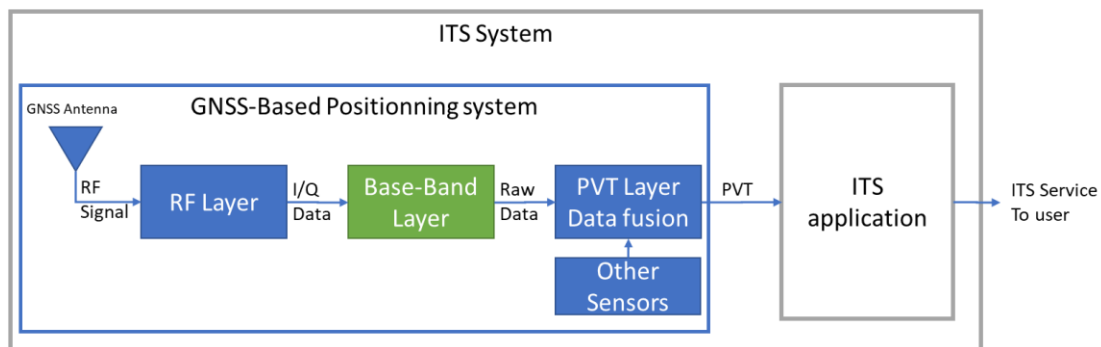 ITS System
GNSS-Based Positionning system
GNSS Antenna
RF
Signal
RF Layer
I/Q
Data
Base-Band
Layer
Raw
Data
PVT Layer
Data fusion
Other
Sensors
PVT
ITS
application
ITS Service
To user